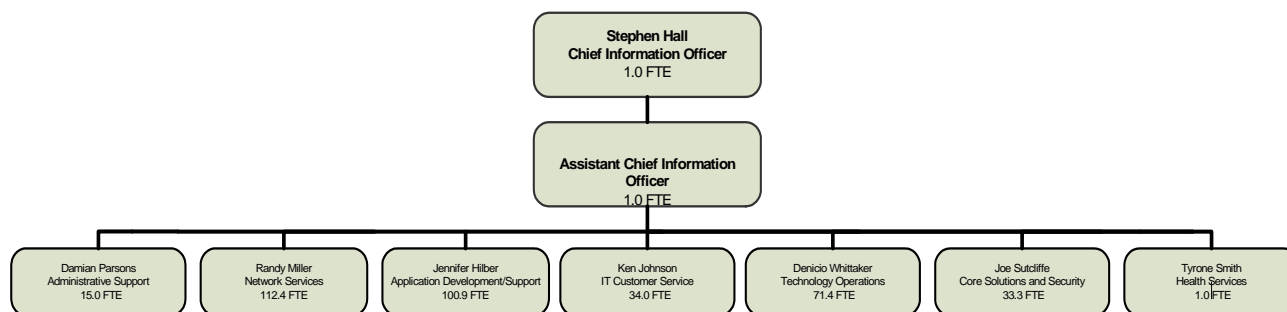 Stephen Hall
Chief Information Officer
1.0 FTE
Assistant Chief Information
Officer
1.0 FTE
Damian Parsons
Administrative Support
15.0 FTE
Randy Miller
Network Services
112.4 FTE
Jennifer Hilber
Application Development/Support
100.9 FTE
Ken Johnson
IT Customer Service
34.0 FTE
Denicio Whittaker
Technology Operations
71.4 FTE
Joe Sutcliffe
Core Solutions and Security
33.3 FTE
Tyrone Smith
Health Services
1.0 FTE